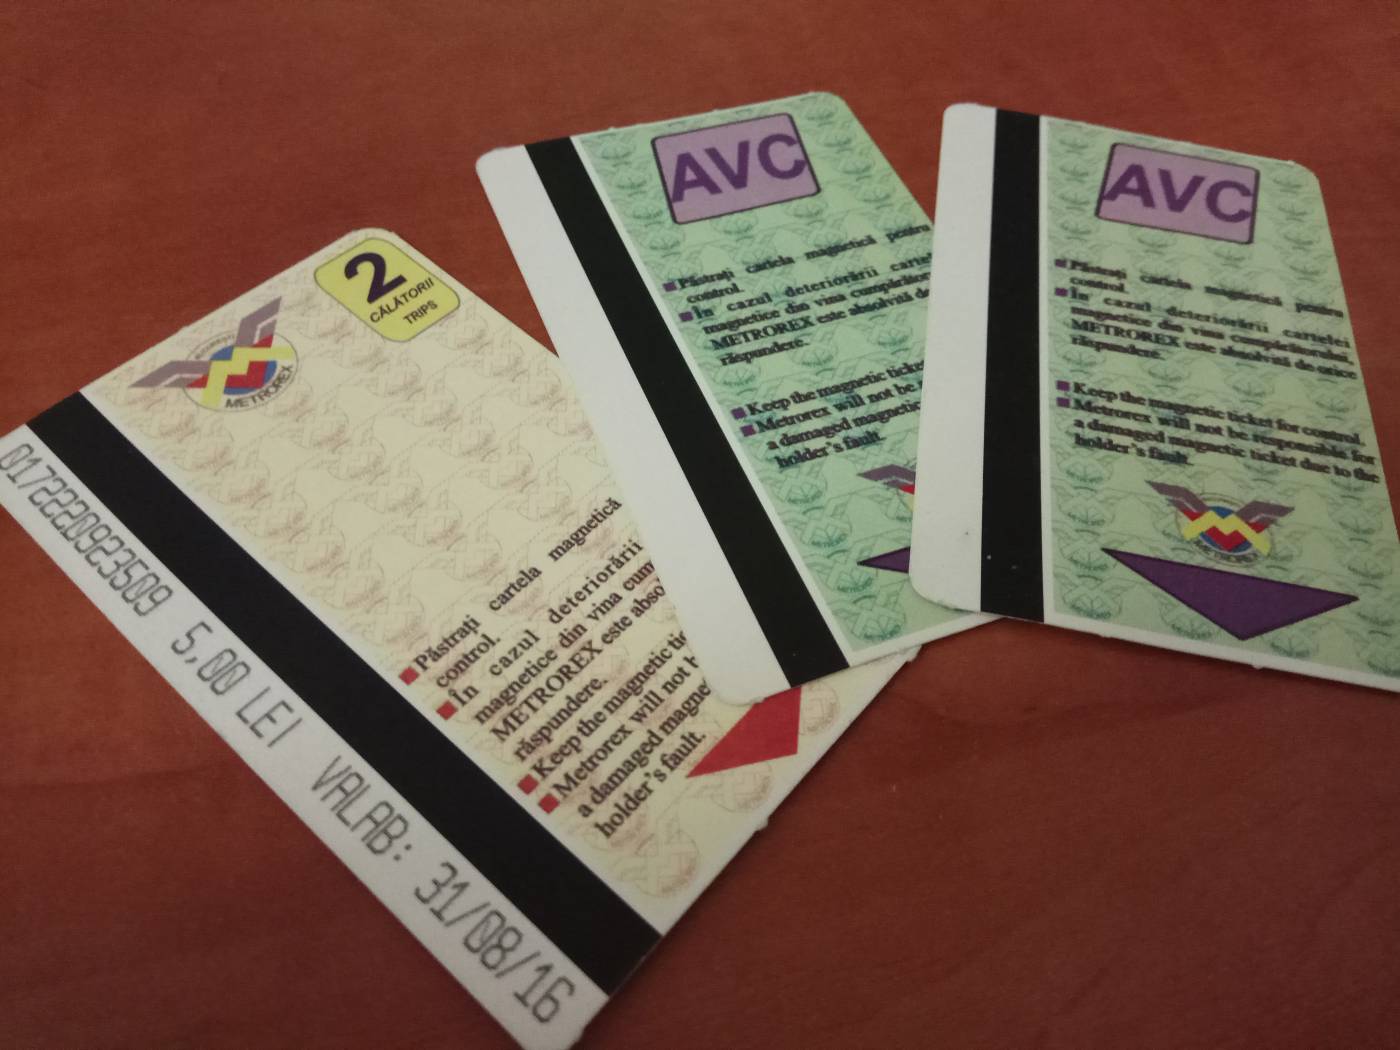 2
CĂLĂTORII
TRIPS
METROREX
Păstrați cartela magnetică
control.
În cazul deteriorării
magnetice din vina
METROREX este
răspundere.
Keep the magnetic
Metrorex will not
a damaged
holder's fault.
0172220923509 5,00 LEI VALAB: 31/08/16
AVC
Păstrați cartela magnetică pentru
control.
În cazul deteriorării
magnetice din vina
METROREX este absolvită de
răspundere.
Keep the magnetic
Metrorex will not be
a damaged magnetic
holder's fault.
AVC
Păstrați cartela magnetică pentru
control.
În cazul deteriorării cartelei
magnetice din vina cumpărătorului,
METROREX este absolvită de orice
răspundere.
Keep the magnetic ticket for control.
Metrorex will not be responsible for
a damaged magnetic ticket due to the
holder's fault.
METROREX